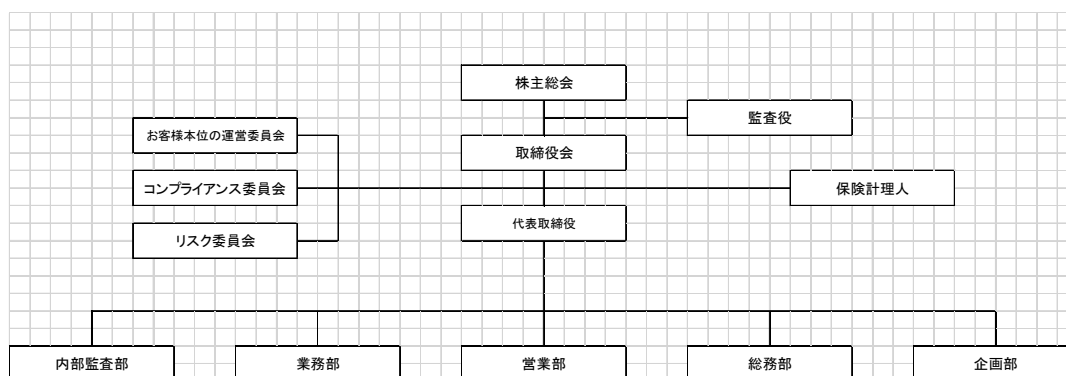 株主総会
監査役
お客様本位の運営委員会
取締役会
コンプライアンス委員会
保険計理人
代表取締役
リスク委員会
内部監査部
業務部
営業部
総務部
企画部